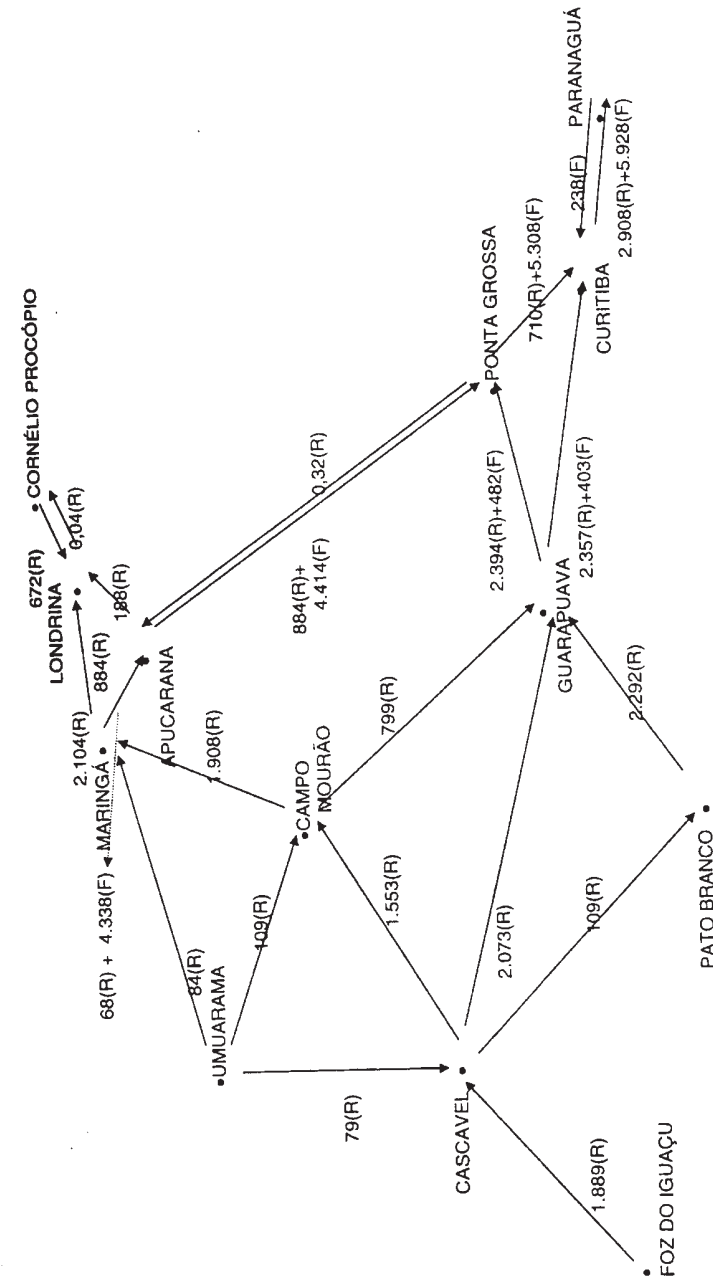 CORNÉLIO PROCÓPIO
672(R)
0,04(R)
LONDRINA
188(R)
884(R)
2.104(R)
MARINGÁ
68(R) + 4.338(F)
APUCARANA
1.908(R)
84(R)
UMUARAMA
109(R)
CAMPO
MOURÃO
799(R)
884(R)+
4.414(F)
0,32(R)
PONTA GROSSA
710(R)+5.308(F)
PARANAGUÁ
238(F)
2.908(R)+5.928(F)
CURITIBA
2.394(R)+482(F)
2.357(R)+403(F)
GUARAPUAVA
2.292(R)
1.553(R)
2.073(R)
109(R)
PATO BRANCO
79(R)
CASCAVEL
1.889(R)
FOZ DO IGUAÇU